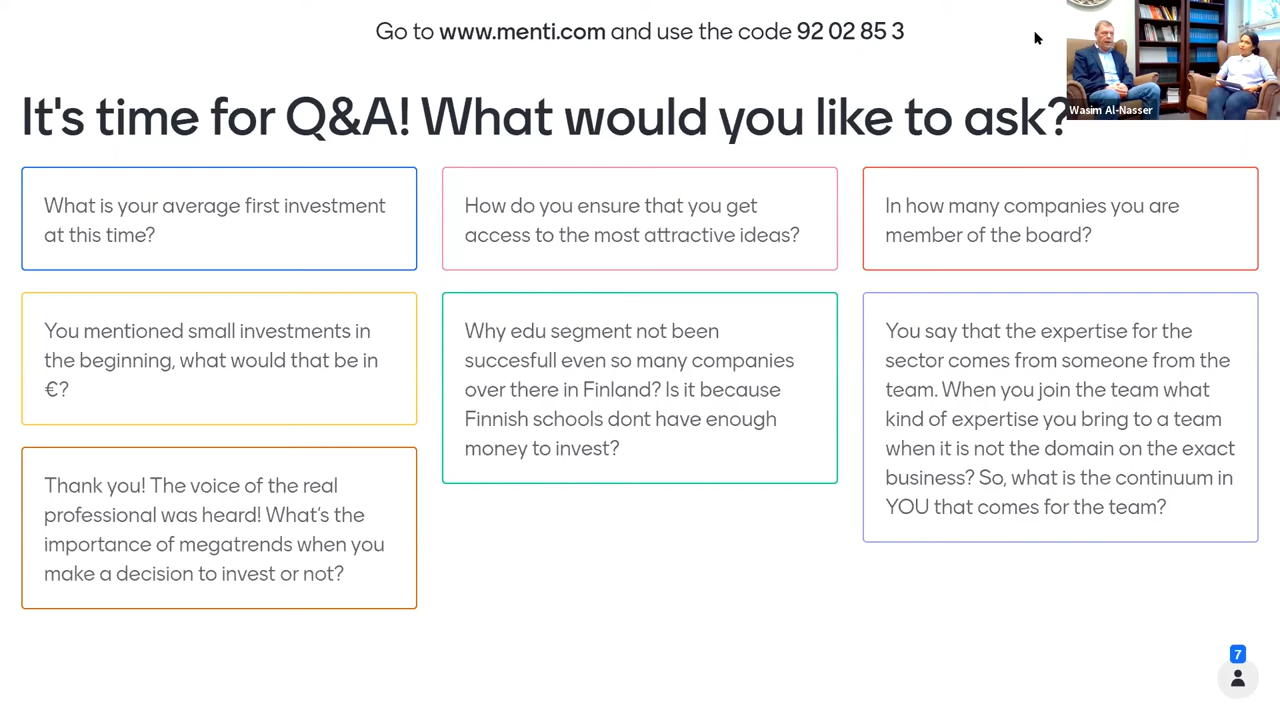 Go to www.menti.com and use the code 92 02 85 3
Wasim Al-Nasser
It's time for Q&A! What would you like to ask?
What is your average first investment
at this time?
How do you ensure that you get
access to the most attractive ideas?
In how many companies you are
member of the board?
You mentioned small investments in
the beginning, what would that be in
€?
Why edu segment not been
succesfull even so many companies
over there in Finland? Is it because
Finnish schools dont have enough
money to invest?
You say that the expertise for the
sector comes from someone from the
team. When you join the team what
kind of expertise you bring to a team
when it is not the domain on the exact
business? So, what is the continuum in
YOU that comes for the team?
Thank you! The voice of the real
professional was heard! What's the
importance of megatrends when you
make a decision to invest or not?
7